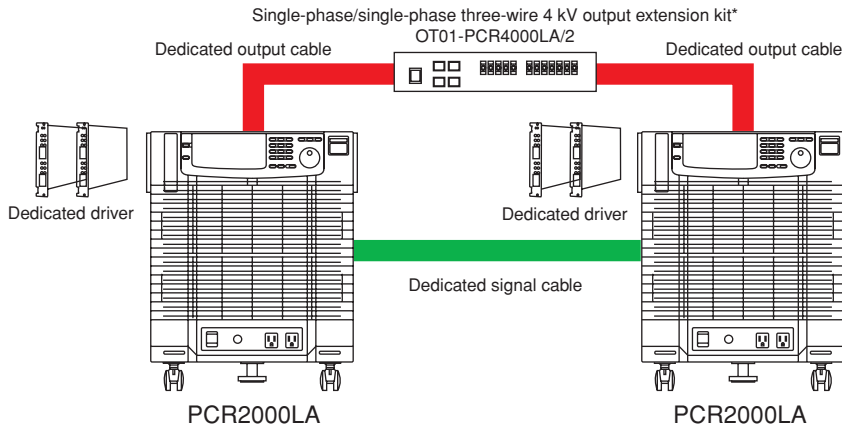 Single-phase/single-phase three-wire 4 kV output extension kit*
OT01-PCR4000LA/2
Dedicated output cable
Dedicated output cable
Dedicated driver
Dedicated driver
Dedicated signal cable
PCR2000LA
PCR2000LA